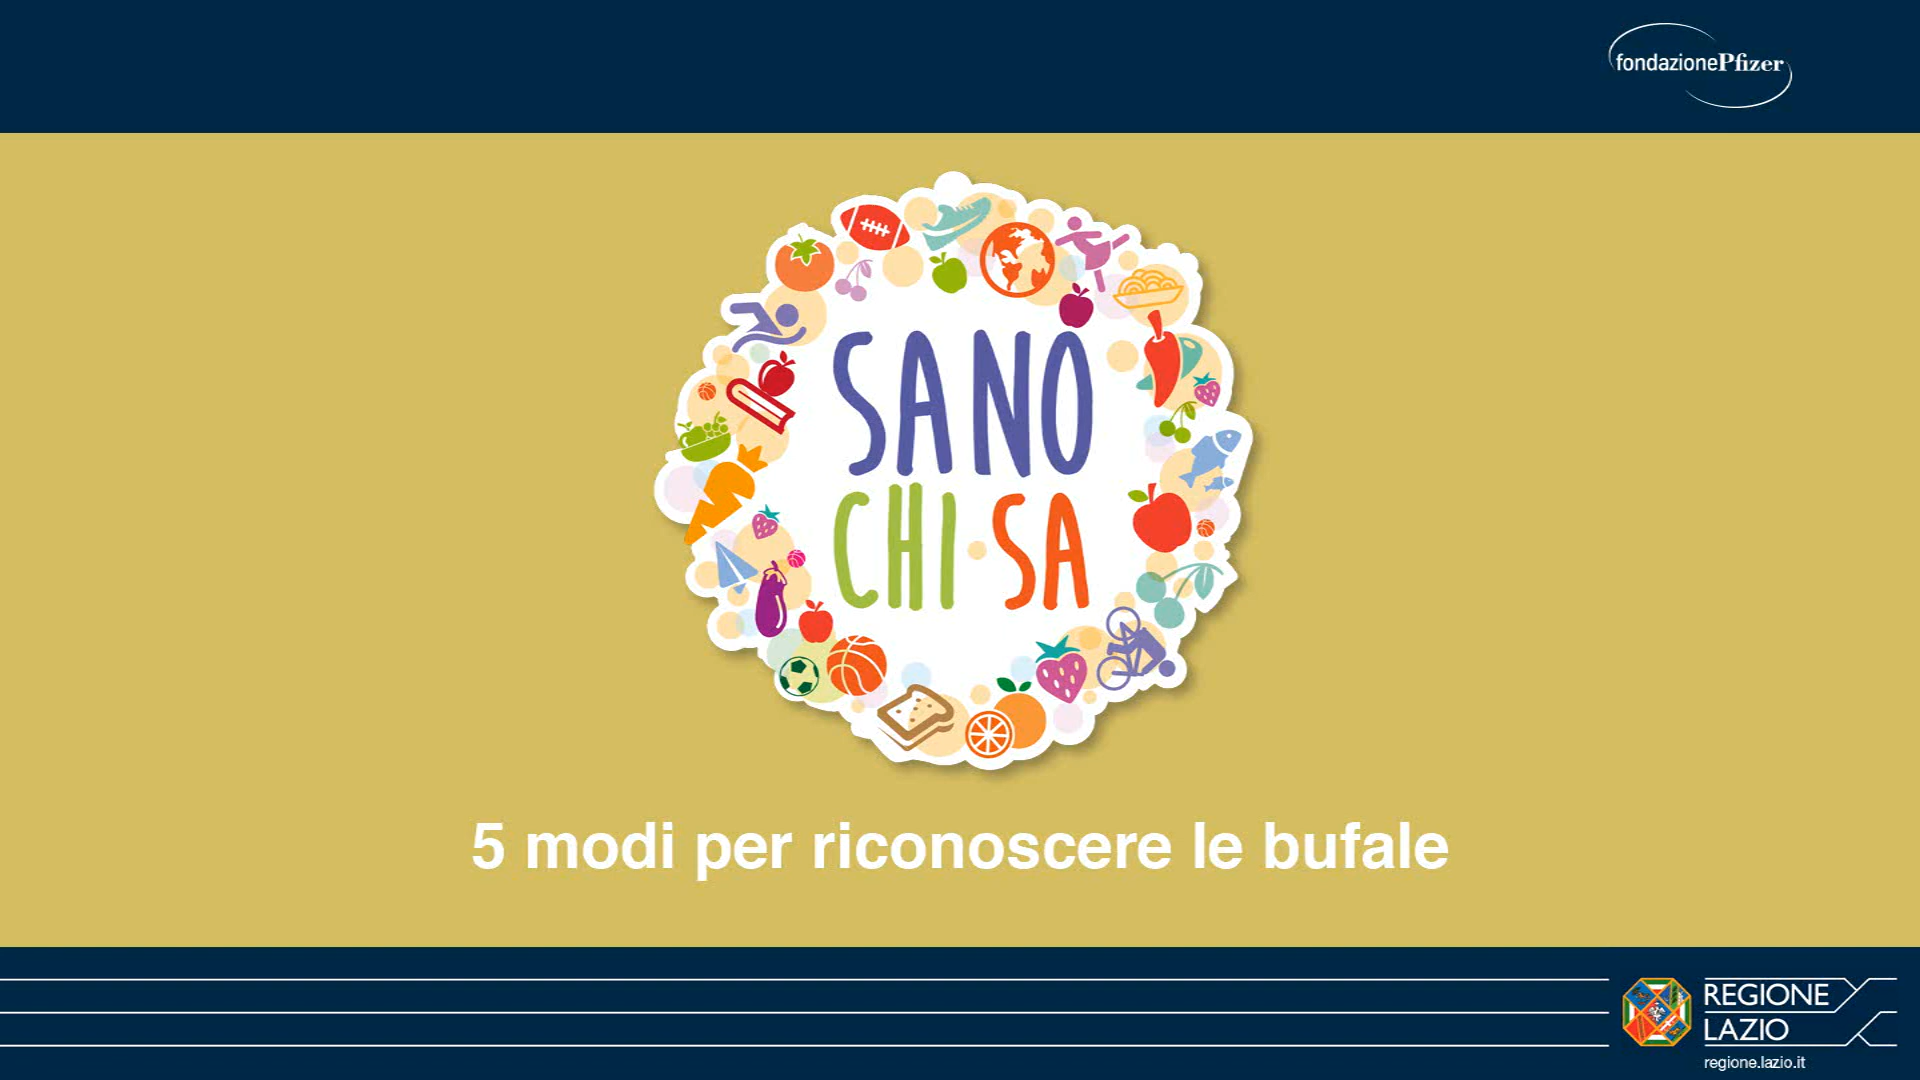 fondazionePfizer
SANO
CHI SA
5 modi per riconoscere le bufale
REGIONE
LAZIO
regione.lazio.it